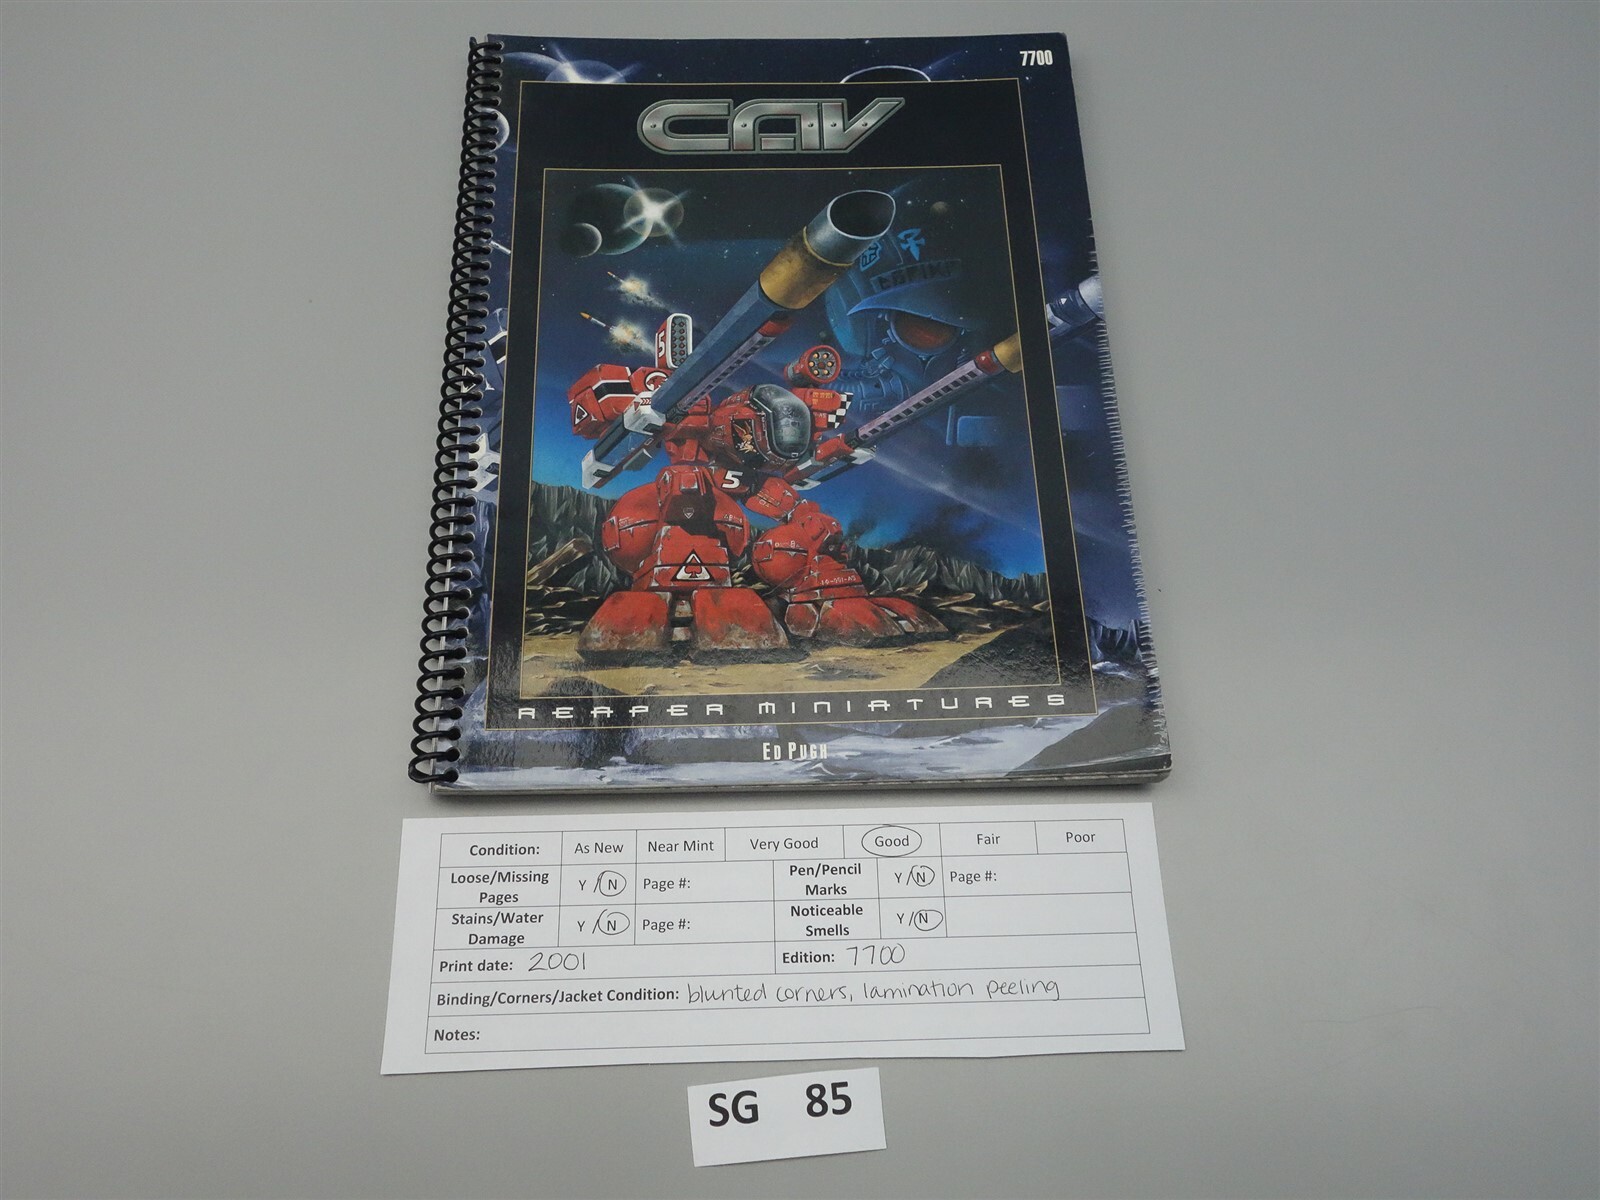 7700
CAV
5
5
REAPER MINIATURES
ED PUGH
Condition: As New Near Mint Very Good Good Fair Poor
Loose/Missing Pages Y / N Page #: Pen/Pencil Marks Y / N Page #:
Stains/Water Damage Y / N Page #: Noticeable Smells Y / N
Print date: 2001 Edition: 7700
Binding/Corners/Jacket Condition: blunted corners, lamination peeling
Notes:
SG 85